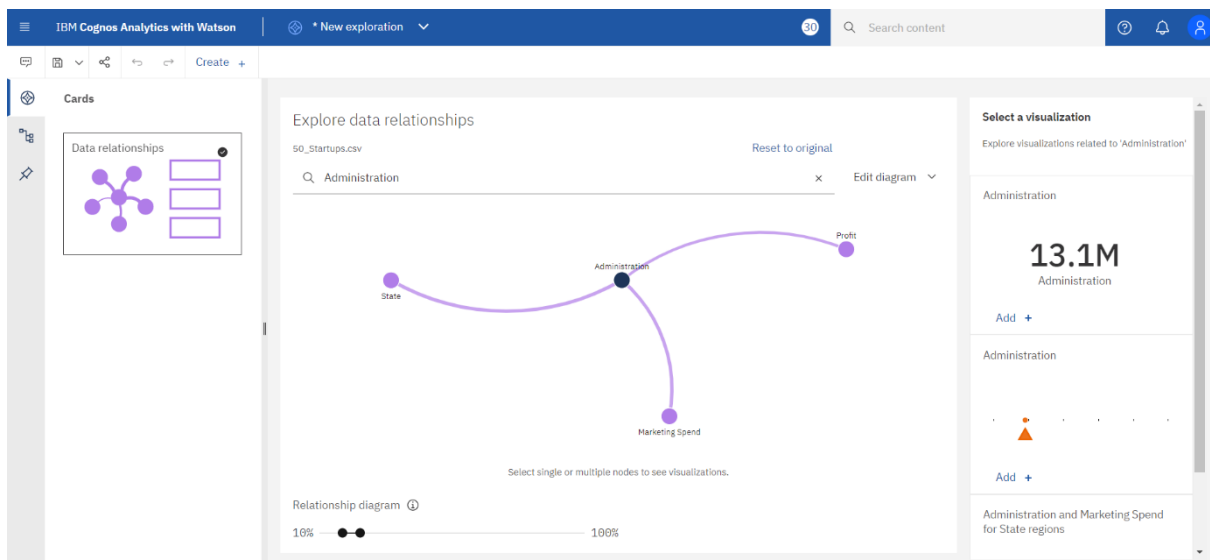 IBM Cognos Analytics with Watson
* New exploration
30
Search content
Create +
Cards
Data relationships
Explore data relationships
50_Startups.csv
Reset to original
Administration
Edit diagram
Profit
Administration
State
Marketing Spend
Select single or multiple nodes to see visualizations.
Relationship diagram
10%
100%
Select a visualization
Explore visualizations related to 'Administration'
Administration
13.1M
Administration
Add +
Administration
Add +
Administration and Marketing Spend
for State regions